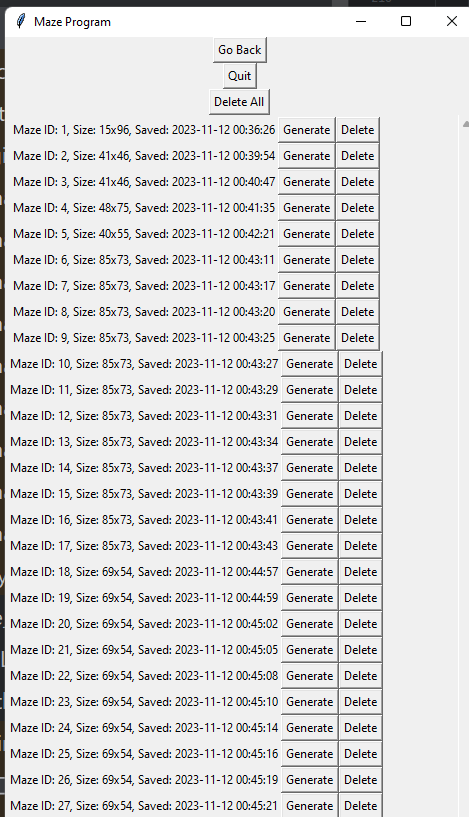 Maze Program
Go Back
Quit
Delete All
Maze ID: 1, Size: 15x96, Saved: 2023-11-12 00:36:26 Generate Delete
Maze ID: 2, Size: 41x46, Saved: 2023-11-12 00:39:54 Generate Delete
Maze ID: 3, Size: 41x46, Saved: 2023-11-12 00:40:47 Generate Delete
Maze ID: 4, Size: 48x75, Saved: 2023-11-12 00:41:35 Generate Delete
Maze ID: 5, Size: 40x55, Saved: 2023-11-12 00:42:21 Generate Delete
Maze ID: 6, Size: 85x73, Saved: 2023-11-12 00:43:11 Generate Delete
Maze ID: 7, Size: 85x73, Saved: 2023-11-12 00:43:17 Generate Delete
Maze ID: 8, Size: 85x73, Saved: 2023-11-12 00:43:20 Generate Delete
Maze ID: 9, Size: 85x73, Saved: 2023-11-12 00:43:25 Generate Delete
Maze ID: 10, Size: 85x73, Saved: 2023-11-12 00:43:27 Generate Delete
Maze ID: 11, Size: 85x73, Saved: 2023-11-12 00:43:29 Generate Delete
Maze ID: 12, Size: 85x73, Saved: 2023-11-12 00:43:31 Generate Delete
Maze ID: 13, Size: 85x73, Saved: 2023-11-12 00:43:34 Generate Delete
Maze ID: 14, Size: 85x73, Saved: 2023-11-12 00:43:37 Generate Delete
Maze ID: 15, Size: 85x73, Saved: 2023-11-12 00:43:39 Generate Delete
Maze ID: 16, Size: 85x73, Saved: 2023-11-12 00:43:41 Generate Delete
Maze ID: 17, Size: 85x73, Saved: 2023-11-12 00:43:43 Generate Delete
Maze ID: 18, Size: 69x54, Saved: 2023-11-12 00:44:57 Generate Delete
Maze ID: 19, Size: 69x54, Saved: 2023-11-12 00:44:59 Generate Delete
Maze ID: 20, Size: 69x54, Saved: 2023-11-12 00:45:02 Generate Delete
Maze ID: 21, Size: 69x54, Saved: 2023-11-12 00:45:05 Generate Delete
Maze ID: 22, Size: 69x54, Saved: 2023-11-12 00:45:08 Generate Delete
Maze ID: 23, Size: 69x54, Saved: 2023-11-12 00:45:10 Generate Delete
Maze ID: 24, Size: 69x54, Saved: 2023-11-12 00:45:14 Generate Delete
Maze ID: 25, Size: 69x54, Saved: 2023-11-12 00:45:16 Generate Delete
Maze ID: 26, Size: 69x54, Saved: 2023-11-12 00:45:19 Generate Delete
Maze ID: 27, Size: 69x54, Saved: 2023-11-12 00:45:21 Generate Delete